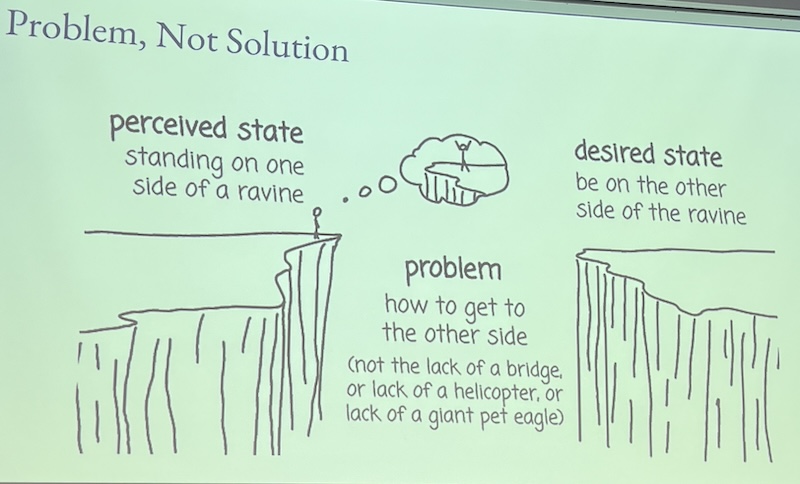 Problem, Not Solution
perceived state
standing on one
side of a ravine
desired state
be on the other
side of the ravine
problem
how to get to
the other side
(not the lack of a bridge,
or lack of a helicopter, or
lack of a giant pet eagle)